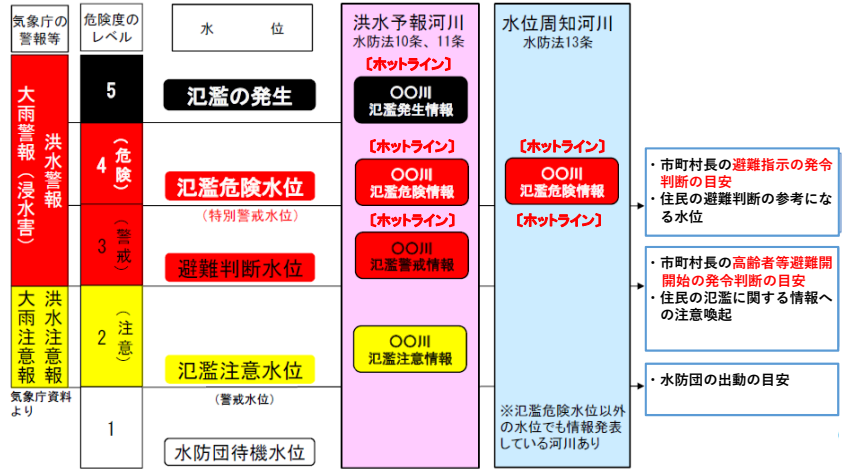 気象庁の
警報等
危険度の
レベル
水　　位
洪水予報河川
水防法10条、11条
水位周知河川
水防法13条
大雨警報（浸水害）
洪水警報
大雨注意報
洪水注意報
気象庁資料
より
5
4
（危険）
3
（警戒）
2
（注意）
1
氾濫の発生
氾濫危険水位
（特別警戒水位）
避難判断水位
氾濫注意水位
（警戒水位）
水防団待機水位
〔ホットライン〕
〇〇川
氾濫発生情報
〔ホットライン〕
〇〇川
氾濫危険情報
〔ホットライン〕
〇〇川
氾濫警戒情報
〇〇川
氾濫注意情報
〔ホットライン〕
〇〇川
氾濫危険情報
〔ホットライン〕
※氾濫危険水位以外
の水位でも情報発表
している河川あり
・市町村長の避難指示の発令
判断の目安
・住民の避難判断の参考にな
る水位
・市町村長の高齢者等避難開
開始の発令判断の目安
・住民の氾濫に関する情報へ
の注意喚起
・水防団の出動の目安